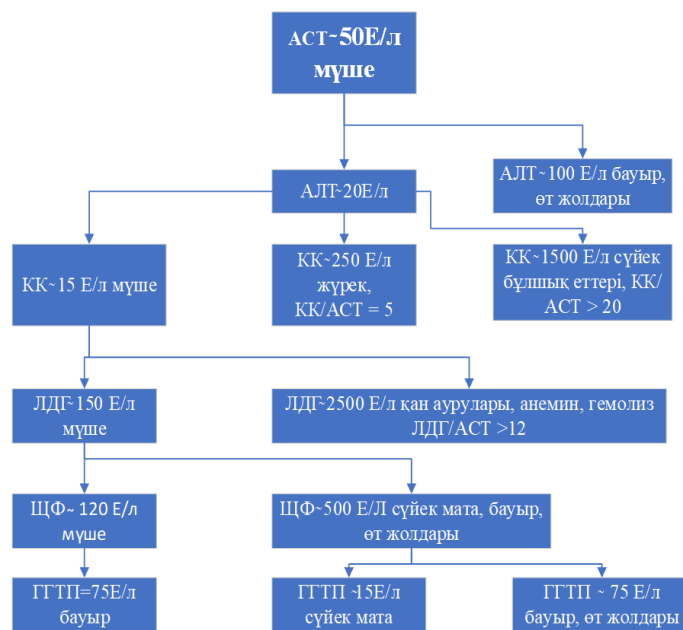 АСТ~50Е/л
мүше
АЛТ~20Е/л
АЛТ~100 Е/л бауыр,
өт жолдары
КК~15 Е/л мүше
КК~250 Е/л
жүрек,
КК/АСТ = 5
КК~1500 Е/л сүйек
бұлшық еттері, КК/
АСТ > 20
ЛДГ~150 Е/л
мүше
ЛДГ~2500 Е/л қан аурулары, анемин, гемолиз
ЛДГ/АСТ >12
ЩФ~ 120 Е/л
мүше
ЩФ~500 Е/Л сүйек мата, бауыр,
өт жолдары
ГГТП=75Е/л
бауыр
ГГТП ~15Е/л
сүйек мата
ГГТП ~ 75 Е/л
бауыр, өт жолдары